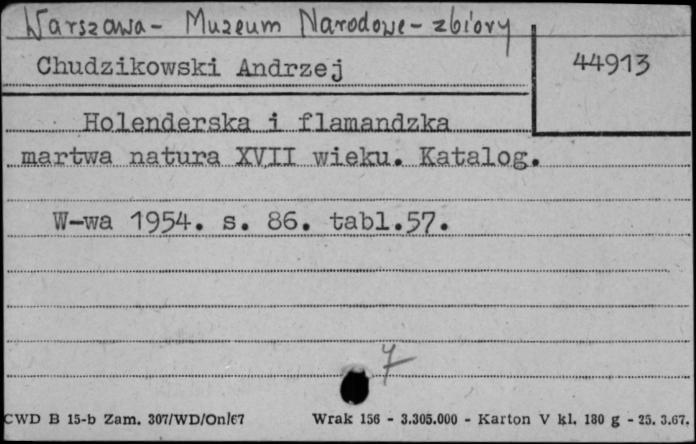 Warszawa - Muzeum Narodowe - zbiory
Chudzikowski Andrzej
44913
Holenderska i flamandzka
martwa natura XVII wieku. Katalog.
W-wa 1954. s. 86. tabl.57.
7
CWD B 15-b Zam. 307/WD/On/67 Wrak 156 - 3.305.000 - Karton V kl. 180 g - 25. 3.67.